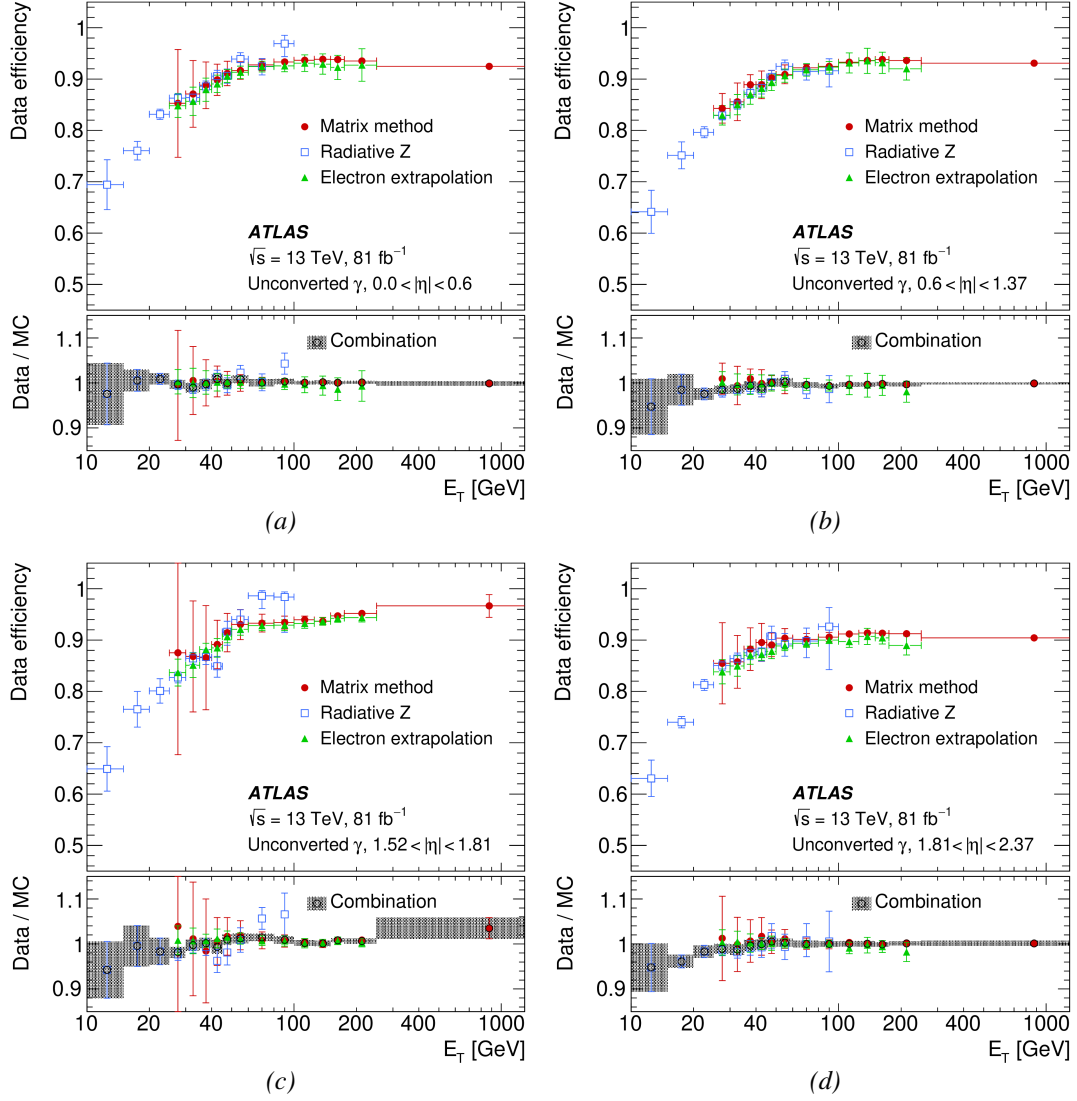 Data efficiency
1
0.9
0.8
0.7
0.6
0.5
Matrix method
Radiative Z
Electron extrapolation
ATLAS
√s = 13 TeV, 81 fb⁻¹
Unconverted γ, 0.0<|η|<0.6
Data / MC
1.1
1
0.9
Combination
10 20 30 40 100 200 300 400 1000
E_T [GeV]
(a)
Data efficiency
1
0.9
0.8
0.7
0.6
0.5
Matrix method
Radiative Z
Electron extrapolation
ATLAS
√s = 13 TeV, 81 fb⁻¹
Unconverted γ, 0.6<|η|<1.37
Data / MC
1.1
1
0.9
Combination
10 20 30 40 100 200 300 400 1000
E_T [GeV]
(b)
Data efficiency
1
0.9
0.8
0.7
0.6
0.5
Matrix method
Radiative Z
Electron extrapolation
ATLAS
√s = 13 TeV, 81 fb⁻¹
Unconverted γ, 1.52<|η|<1.81
Data / MC
1.1
1
0.9
Combination
10 20 30 40 100 200 300 400 1000
E_T [GeV]
(c)
Data efficiency
1
0.9
0.8
0.7
0.6
0.5
Matrix method
Radiative Z
Electron extrapolation
ATLAS
√s = 13 TeV, 81 fb⁻¹
Unconverted γ, 1.81<|η|<2.37
Data / MC
1.1
1
0.9
Combination
10 20 30 40 100 200 300 400 1000
E_T [GeV]
(d)